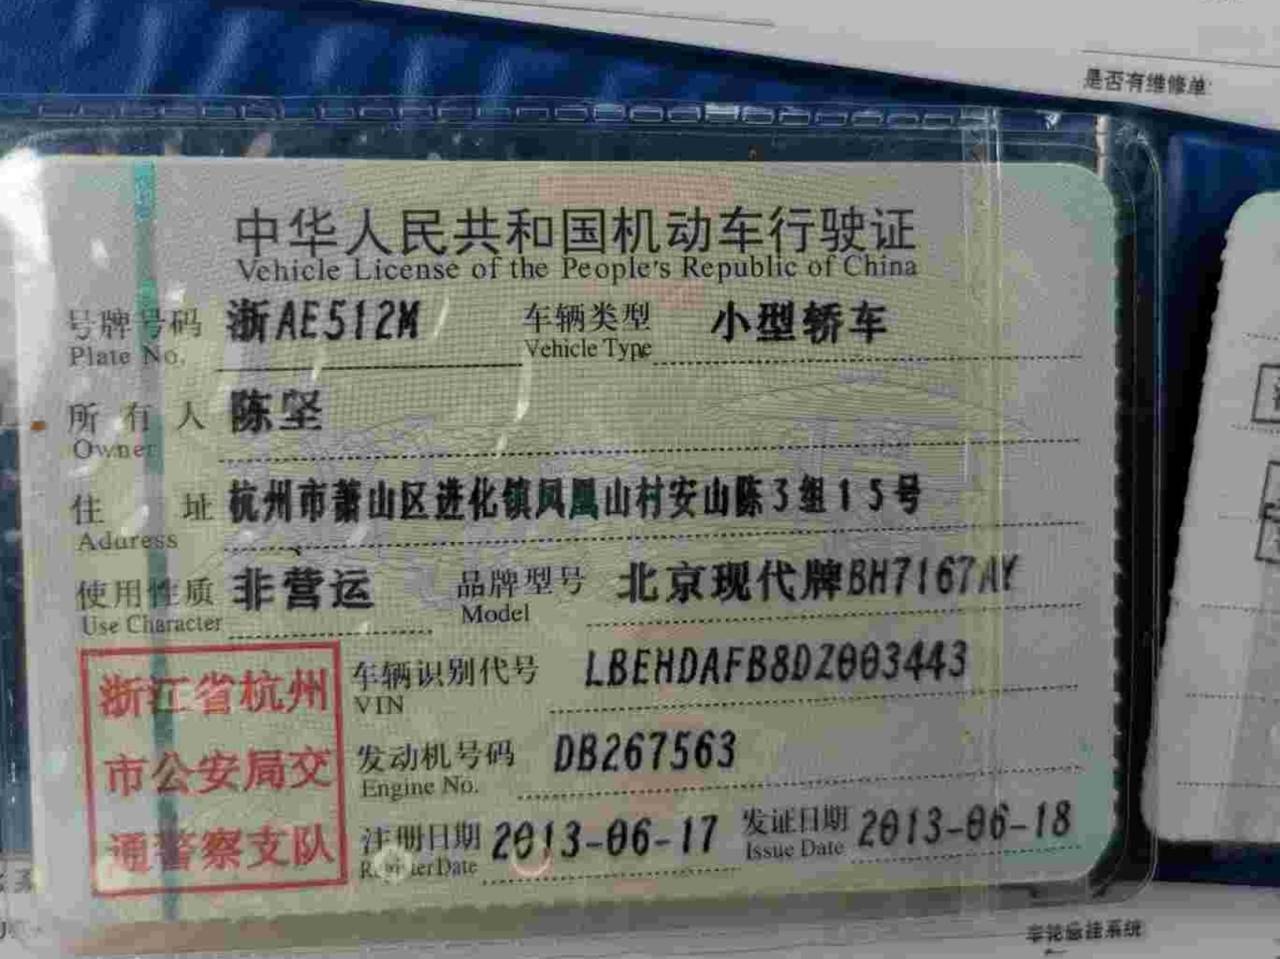 是否有维修单
中华人民共和国机动车行驶证
Vehicle License of the People's Republic of China
号牌号码 浙AE512M 车辆类型 小型轿车
Plate No. Vehicle Type
所有人 陈坚
Owner
住址 杭州市萧山区进化镇凤凰山村安山陈3组15号
Address
使用性质 非营运 品牌型号 北京现代牌BH7167AY
Use Character Model
车辆识别代号 LBEHDAFB8DZ003443
VIN
发动机号码 DB267563
Engine No.
注册日期 2013-06-17 发证日期 2013-06-18
Register Date Issue Date
浙江省杭州
市公安局交
通警察支队
车轮悬挂系统